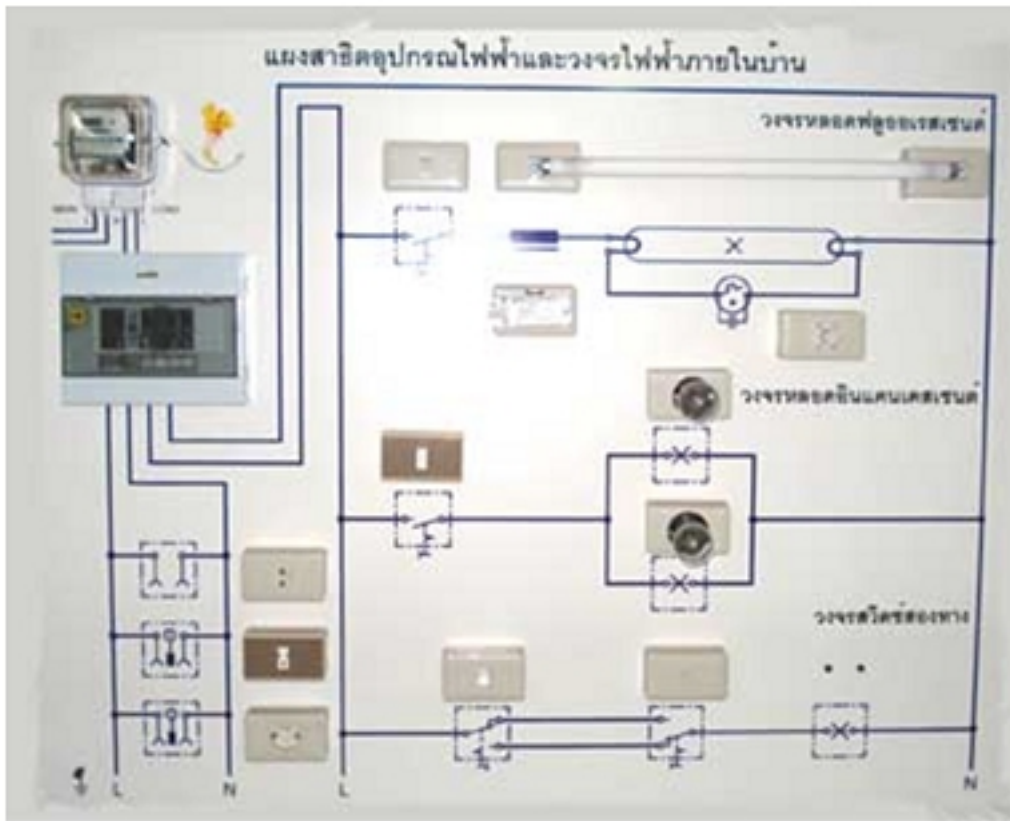 แผงสาธิตอุปกรณ์ไฟฟ้าและวงจรไฟฟ้าภายในบ้าน
วงจรหลอดฟลูออเรสเซนต์
วงจรหลอดอินแคนเดสเซนต์
วงจรสวิตช์สองทาง
L
N
L
N